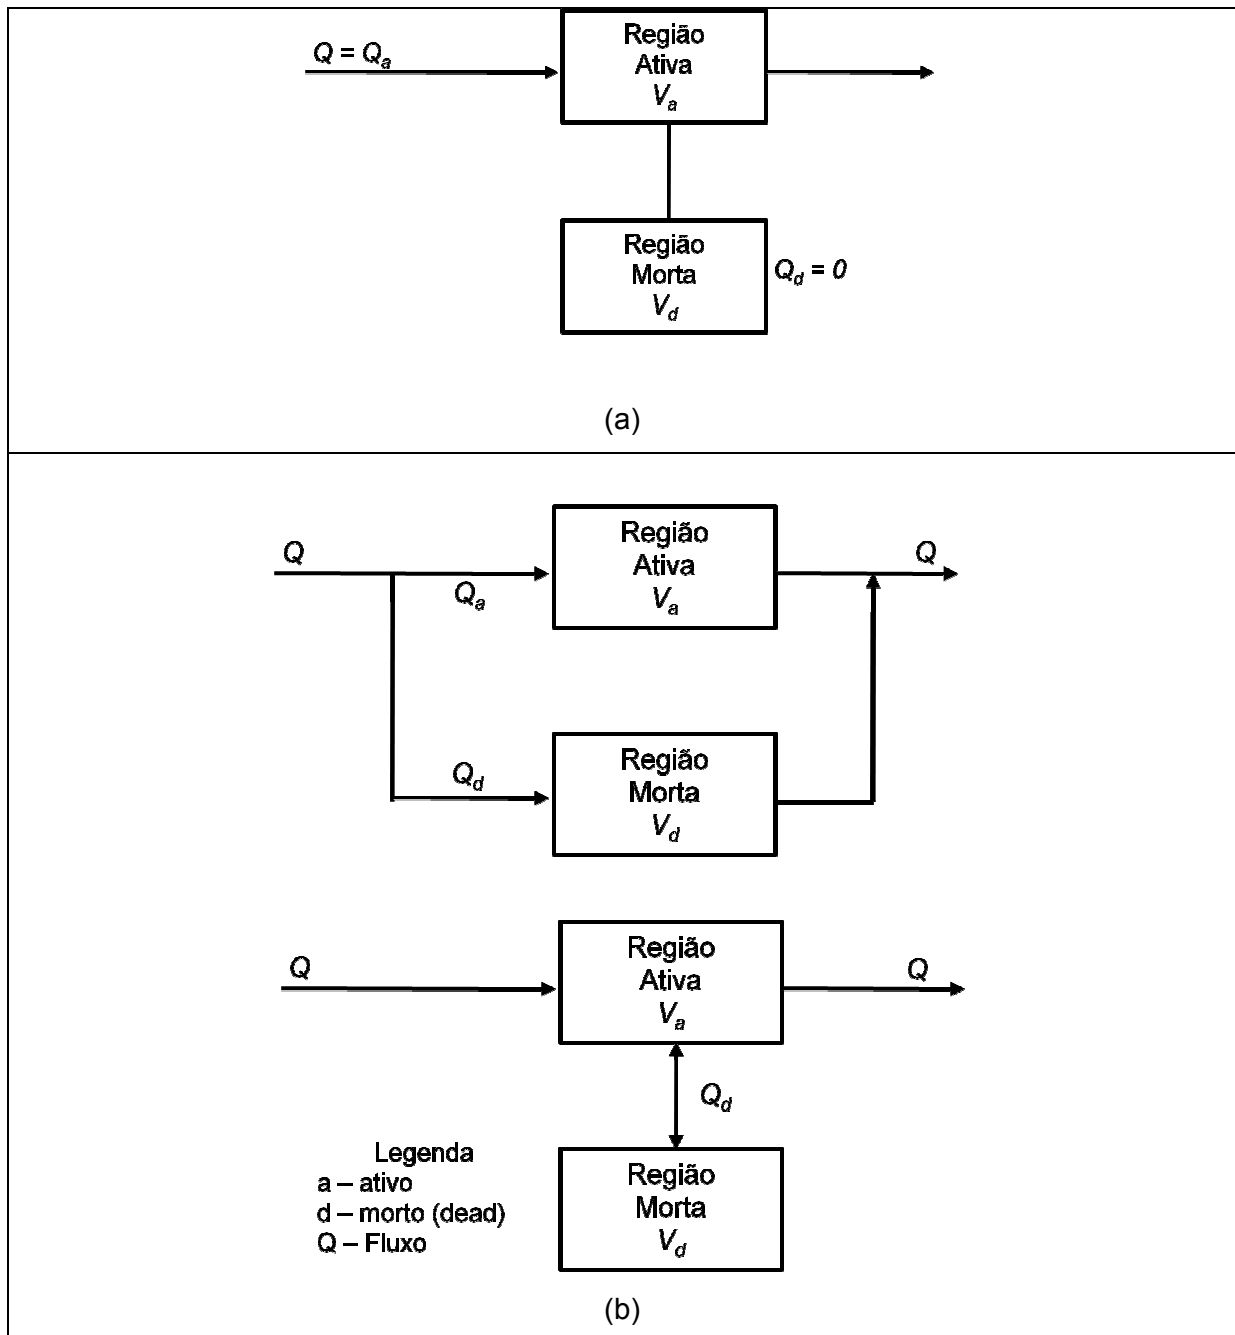 Q = Qa
Região
Ativa
Va
Região
Morta
Vd
Qd = 0
(a)
Q
Qa
Região
Ativa
Va
Q
Qd
Região
Morta
Vd
Q
Região
Ativa
Va
Q
Qd
Legenda
a – ativo
d – morto (dead)
Q – Fluxo
Região
Morta
Vd
(b)